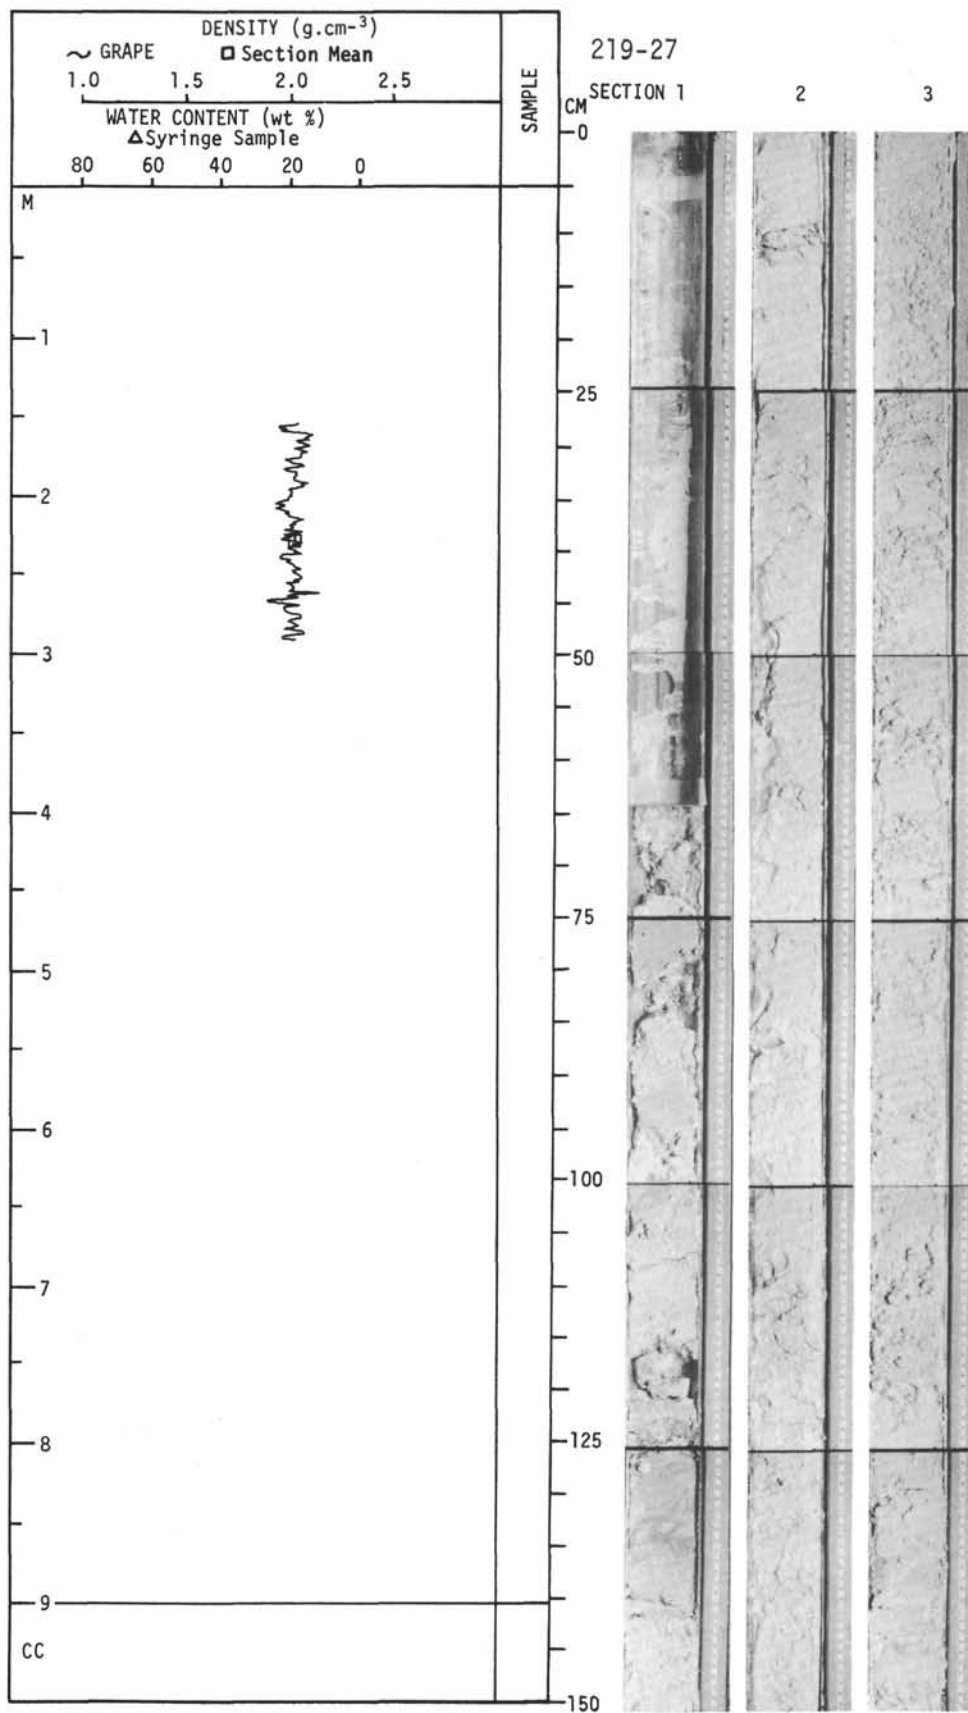 DENSITY (g.cm-³)
~ GRAPE □ Section Mean
1.0 1.5 2.0 2.5
WATER CONTENT (wt %)
Δ Syringe Sample
80 60 40 20 0
M
1
2
3
4
5
6
7
8
9
CC
SAMPLE
219-27
CM SECTION 1 2 3
0
25
50
75
100
125
150